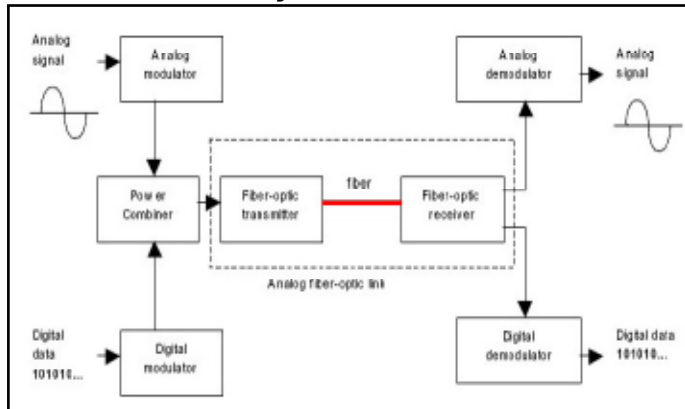 Analog
signal
Analog
modulator
Analog
demodulator
Analog
signal
Power
Combiner
Fiber-optic
transmitter
fiber
Fiber-optic
receiver
Analog fiber-optic link
Digital
data
101010...
Digital
modulator
Digital
demodulator
Digital data
101010...